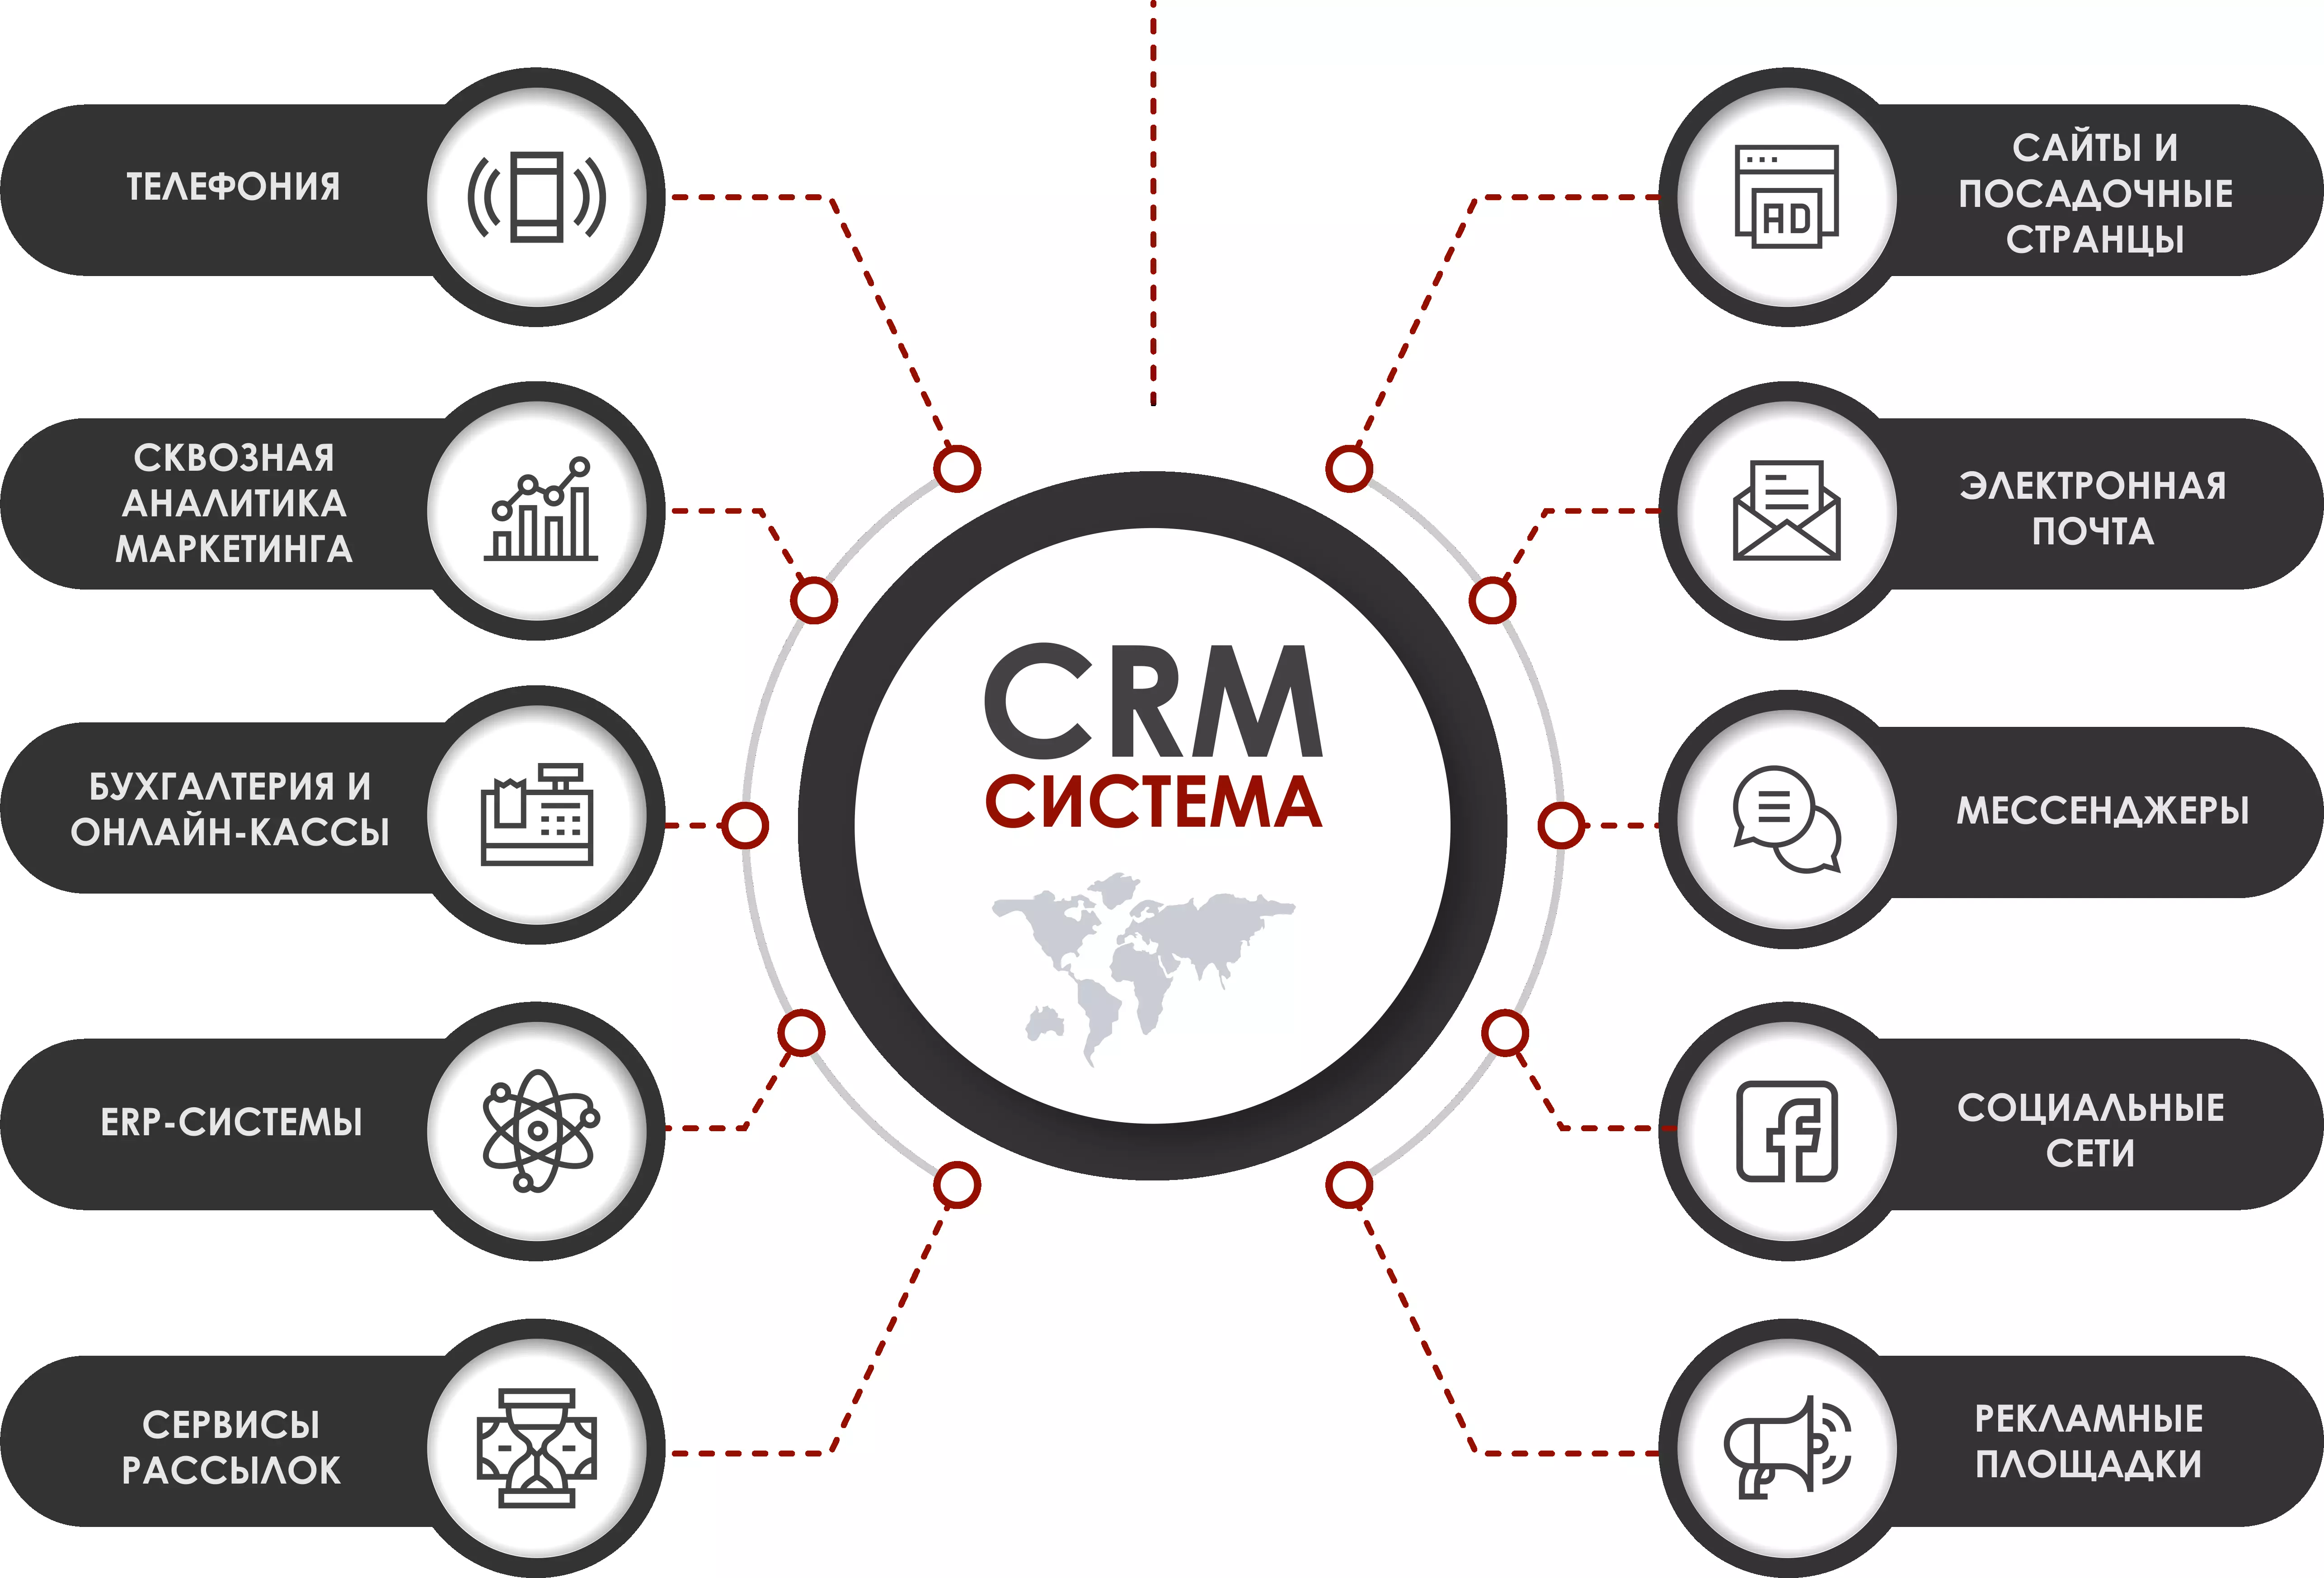 ТЕЛЕФОНИЯ
СКВОЗНАЯ
АНАЛИТИКА
МАРКЕТИНГА
БУХГАЛТЕРИЯ И
ОНЛАЙН-КАССЫ
ERP-СИСТЕМЫ
СЕРВИСЫ
РАССЫЛОК
CRM
СИСТЕМА
САЙТЫ И
ПОСАДОЧНЫЕ
СТРАНЦЫ
AD
ЭЛЕКТРОННАЯ
ПОЧТА
МЕССЕНДЖЕРЫ
СОЦИАЛЬНЫЕ
СЕТИ
РЕКЛАМНЫЕ
ПЛОЩАДКИ